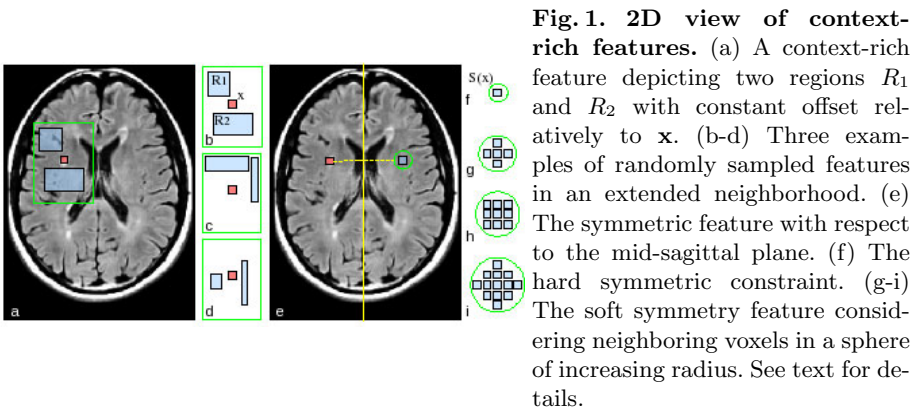 R1
x
R2
b
c
d
a
e
S(x)
f
g
h
i
Fig. 1. 2D view of context-
rich features. (a) A context-rich
feature depicting two regions R1
and R2 with constant offset rel-
atively to x. (b-d) Three exam-
ples of randomly sampled features
in an extended neighborhood. (e)
The symmetric feature with respect
to the mid-sagittal plane. (f) The
hard symmetric constraint. (g-i)
The soft symmetry feature consid-
ering neighboring voxels in a sphere
of increasing radius. See text for de-
tails.